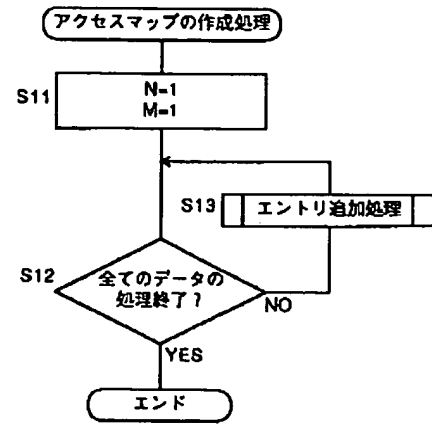 アクセスマップの作成処理
S11
N=1
M=1
S13
エントリ追加処理
S12
全てのデータの
処理終了？
NO
YES
エンド